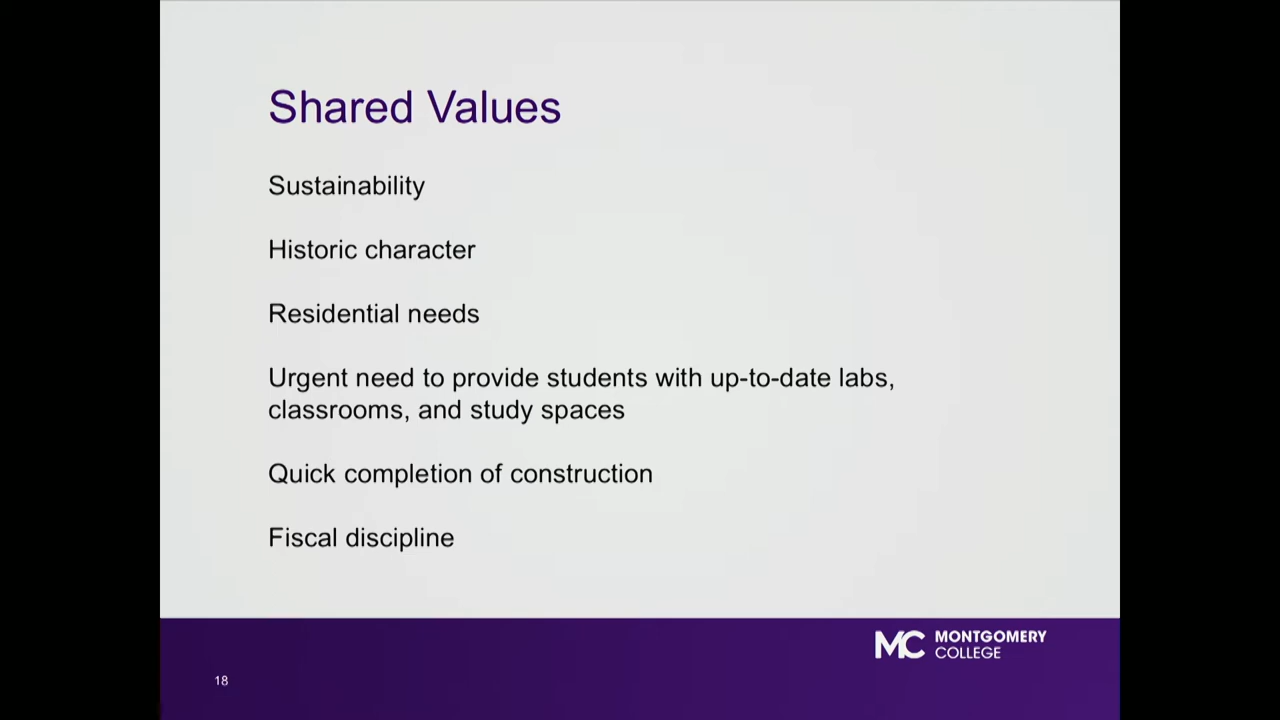 Shared Values
Sustainability
Historic character
Residential needs
Urgent need to provide students with up-to-date labs,
classrooms, and study spaces
Quick completion of construction
Fiscal discipline
MC MONTGOMERY
COLLEGE
18